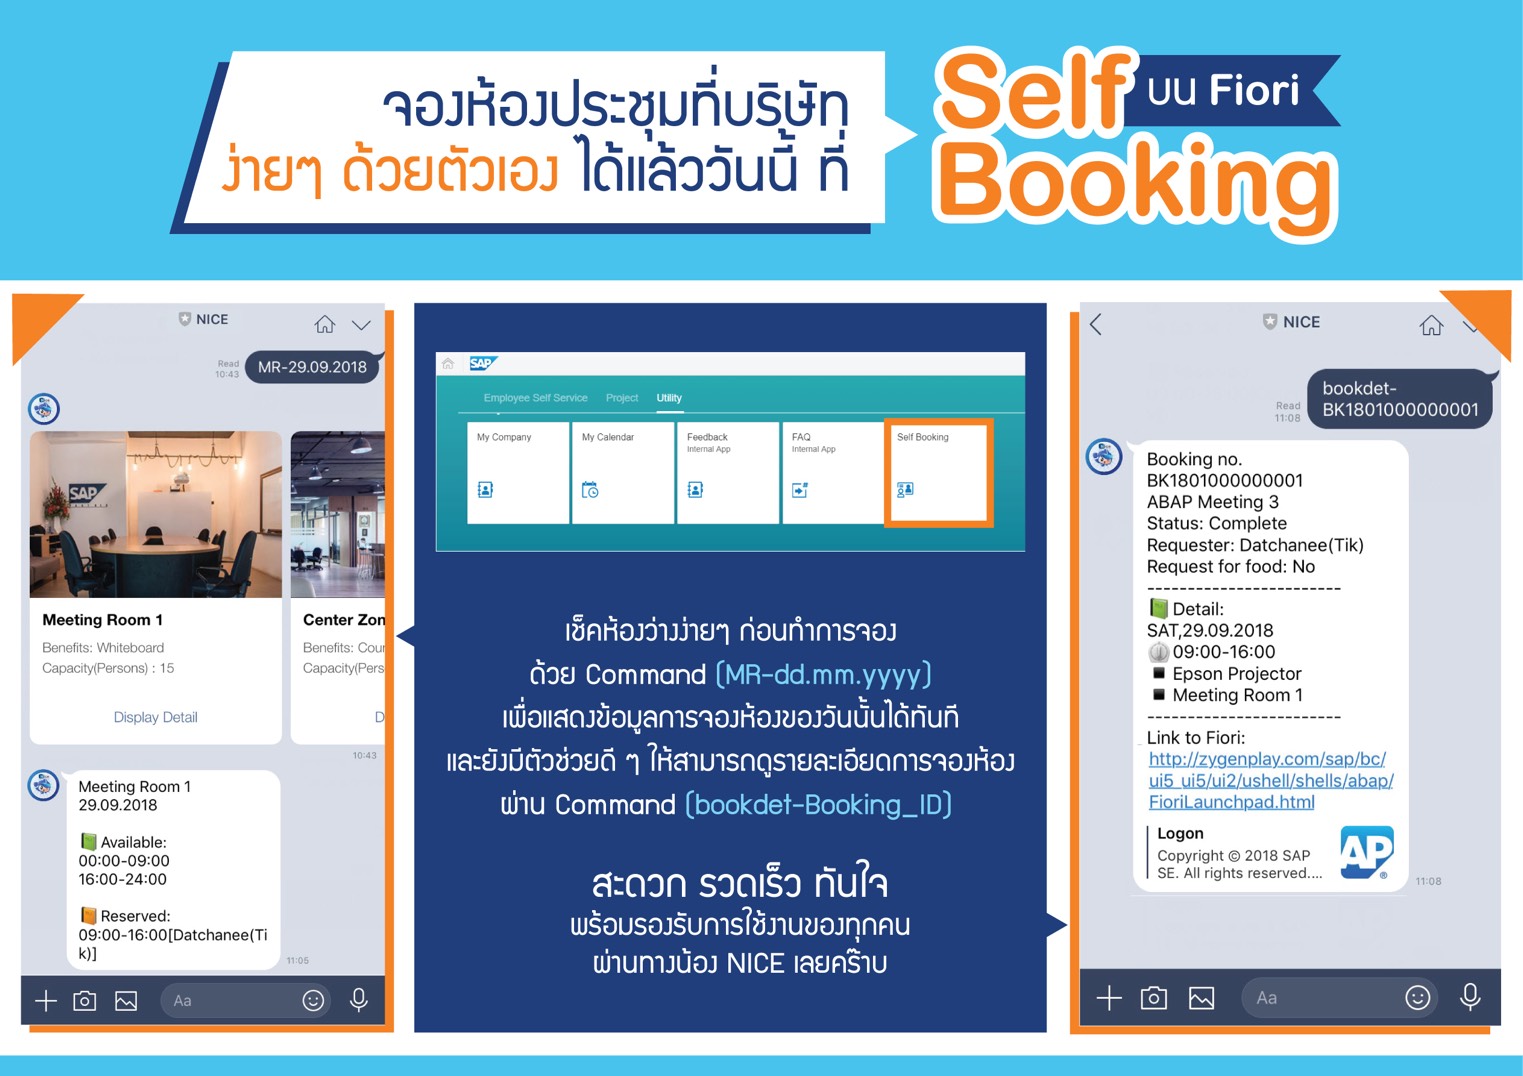 จองห้องประชุมที่บริษัท
ง่ายๆ ด้วยตัวเอง ได้แล้ววันนี้ ที่
Self บน Fiori
Booking
NICE
Read
10:43
MR-29.09.2018
SAP
Meeting Room 1
Benefits: Whiteboard
Capacity(Persons) : 15
Display Detail
Center Zon
Benefits: Cour
Capacity(Pers
D
10:43
Meeting Room 1
29.09.2018
📗 Available:
00:00-09:00
16:00-24:00
📙 Reserved:
09:00-16:00[Datchanee(Ti
k)]
11:05
Aa
SAP
Employee Self Service Project Utility
My Company
My Calendar
Feedback
Internal App
FAQ
Internal App
Self Booking
เช็คห้องว่างง่ายๆ ก่อนทำการจอง
ด้วย Command (MR-dd.mm.yyyy)
เพื่อแสดงข้อมูลการจองห้องของวันนั้นได้ทันที
และยังมีตัวช่วยดี ๆ ให้สามารถดูรายละเอียดการจองห้อง
ผ่าน Command (bookdet-Booking_ID)
สะดวก รวดเร็ว ทันใจ
พร้อมรองรับการใช้งานของทุกคน
ผ่านทางน้อง NICE เลยคร๊าบ
NICE
Read
11:08
bookdet-
BK1801000000001
Booking no.
BK1801000000001
ABAP Meeting 3
Status: Complete
Requester: Datchanee(Tik)
Request for food: No
------------------------
📗 Detail:
SAT,29.09.2018
09:00-16:00
▪ Epson Projector
▪ Meeting Room 1
------------------------
Link to Fiori:
http://zygenplay.com/sap/bc/
ui5_ui5/ui2/ushell/shells/abap/
FioriLaunchpad.html
Logon
Copyright © 2018 SAP
SE. All rights reserved....
AP
®
11:08
Aa